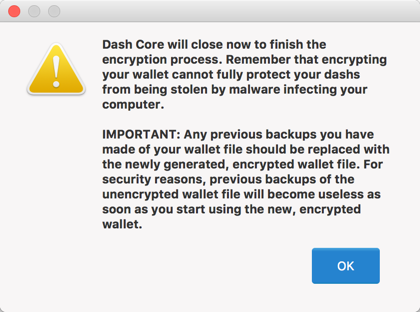 Dash Core will close now to finish the
encryption process. Remember that encrypting
your wallet cannot fully protect your dashs
from being stolen by malware infecting your
computer.
IMPORTANT: Any previous backups you have
made of your wallet file should be replaced with
the newly generated, encrypted wallet file. For
security reasons, previous backups of the
unencrypted wallet file will become useless as
soon as you start using the new, encrypted
wallet.
OK